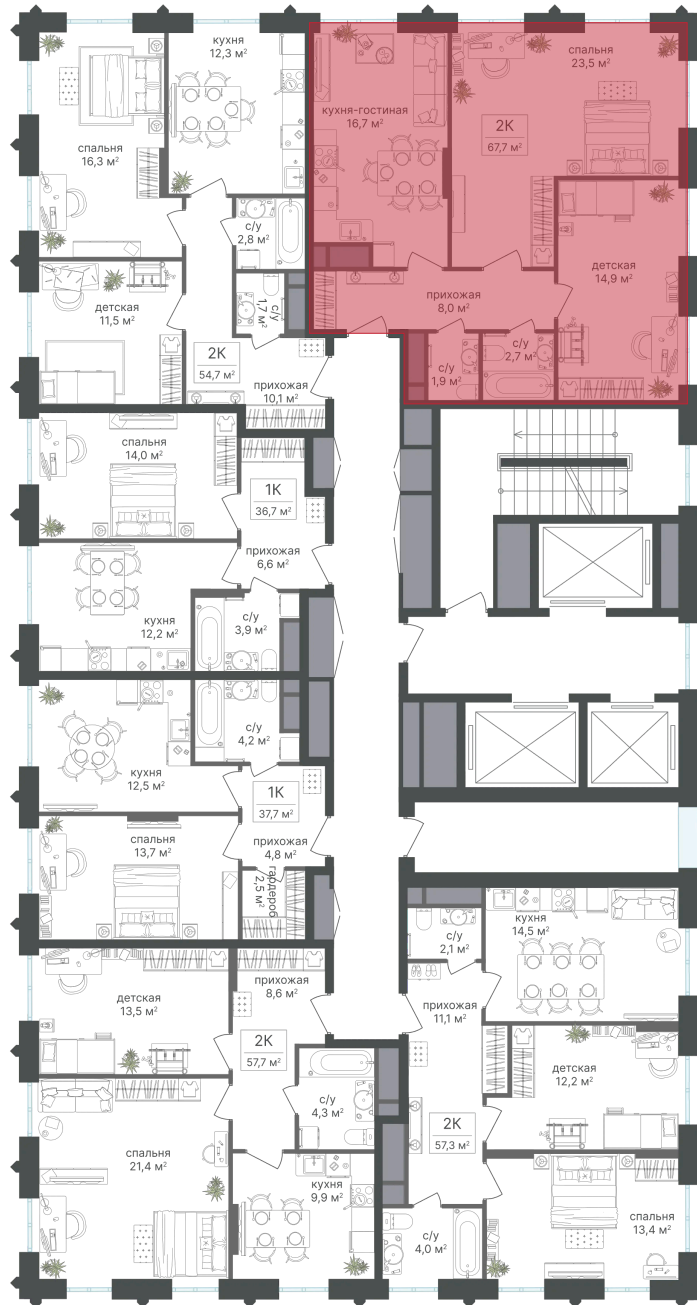 кухня
12,3 м²
спальня
16,3 м²
с/у
2,8 м²
с/у
1,7 м²
детская
11,5 м²
2К
54,7 м²
прихожая
10,1 м²
кухня-гостиная
16,7 м²
спальня
23,5 м²
2К
67,7 м²
детская
14,9 м²
прихожая
8,0 м²
с/у
2,7 м²
с/у
1,9 м²
спальня
14,0 м²
1К
36,7 м²
прихожая
6,6 м²
кухня
12,2 м²
с/у
3,9 м²
с/у
4,2 м²
кухня
12,5 м²
1К
37,7 м²
спальня
13,7 м²
прихожая
4,8 м²
гардероб
2,5 м²
детская
13,5 м²
прихожая
8,6 м²
2К
57,7 м²
с/у
4,3 м²
спальня
21,4 м²
кухня
9,9 м²
с/у
2,1 м²
кухня
14,5 м²
прихожая
11,1 м²
детская
12,2 м²
2К
57,3 м²
спальня
13,4 м²
с/у
4,0 м²